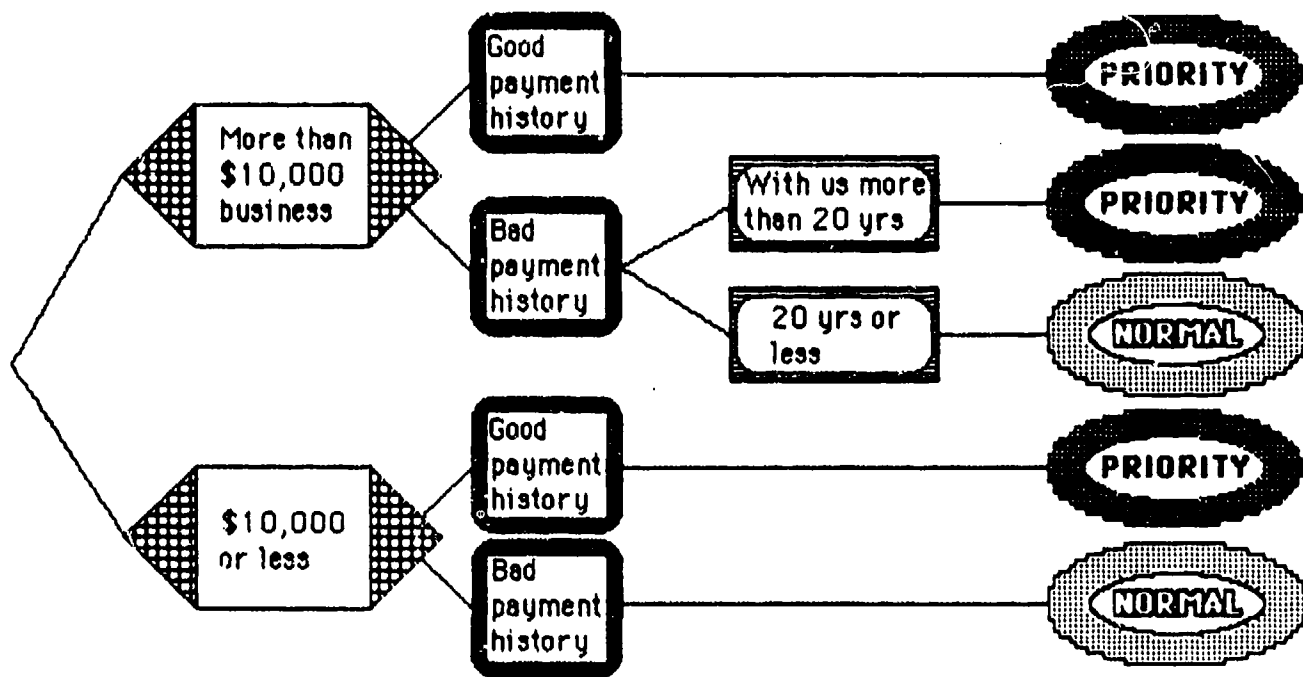 Good
payment
history
PRIORITY
More than
$10,000
business
With us more
than 20 yrs
PRIORITY
Bad
payment
history
20 yrs or
less
NORMAL
Good
payment
history
PRIORITY
$10,000
or less
Bad
payment
history
NORMAL